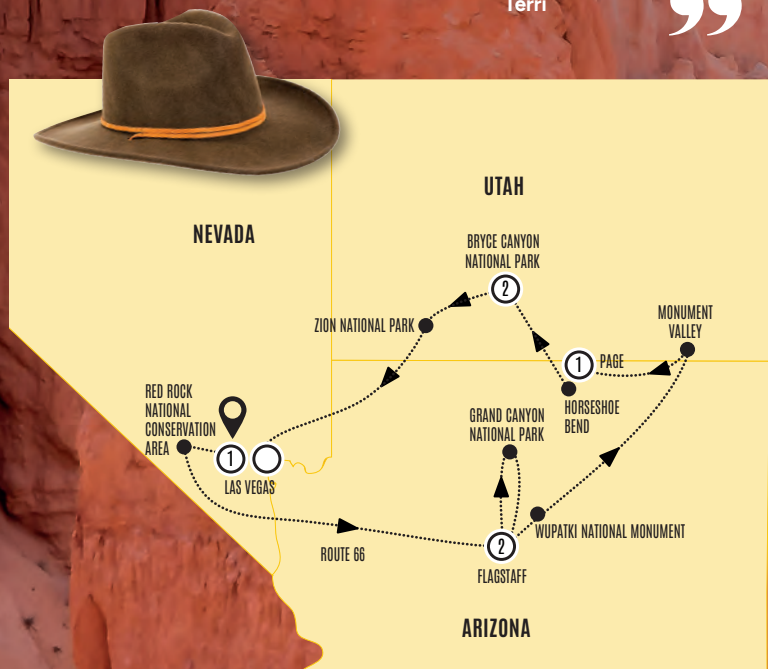 Terri
”
UTAH
NEVADA
BRYCE CANYON
NATIONAL PARK
2
ZION NATIONAL PARK
MONUMENT
VALLEY
1
PAGE
HORSESHOE
BEND
RED ROCK
NATIONAL
CONSERVATION
AREA
1
LAS VEGAS
GRAND CANYON
NATIONAL PARK
WUPATKI NATIONAL MONUMENT
2
FLAGSTAFF
ROUTE 66
ARIZONA